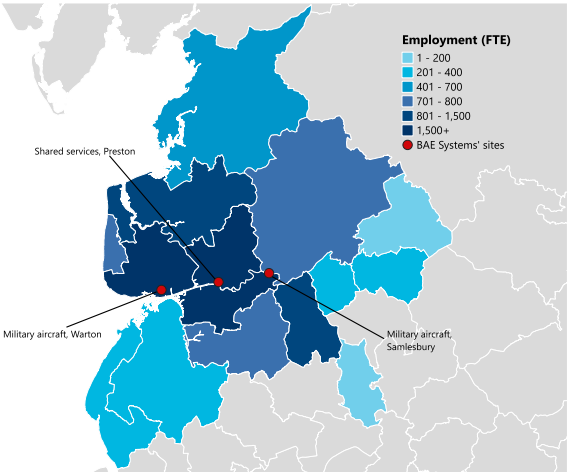 Employment (FTE)
1 - 200
201 - 400
401 - 700
701 - 800
801 - 1,500
1,500+
BAE Systems' sites
Shared services, Preston
Military aircraft, Warton
Military aircraft,
Samlesbury